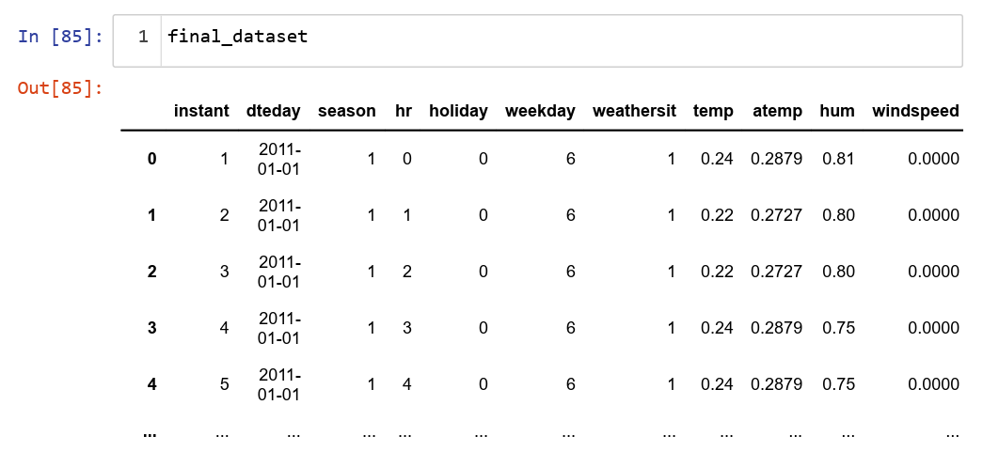 In [85]: 1 final_dataset
Out[85]:
instant dteday season hr holiday weekday weathersit temp atemp hum windspeed
0 1 2011-01-01 1 0 0 6 1 0.24 0.2879 0.81 0.0000
1 2 2011-01-01 1 1 0 6 1 0.22 0.2727 0.80 0.0000
2 3 2011-01-01 1 2 0 6 1 0.22 0.2727 0.80 0.0000
3 4 2011-01-01 1 3 0 6 1 0.24 0.2879 0.75 0.0000
4 5 2011-01-01 1 4 0 6 1 0.24 0.2879 0.75 0.0000
... ... ... ... ... ... ... ... ... ... ... ...